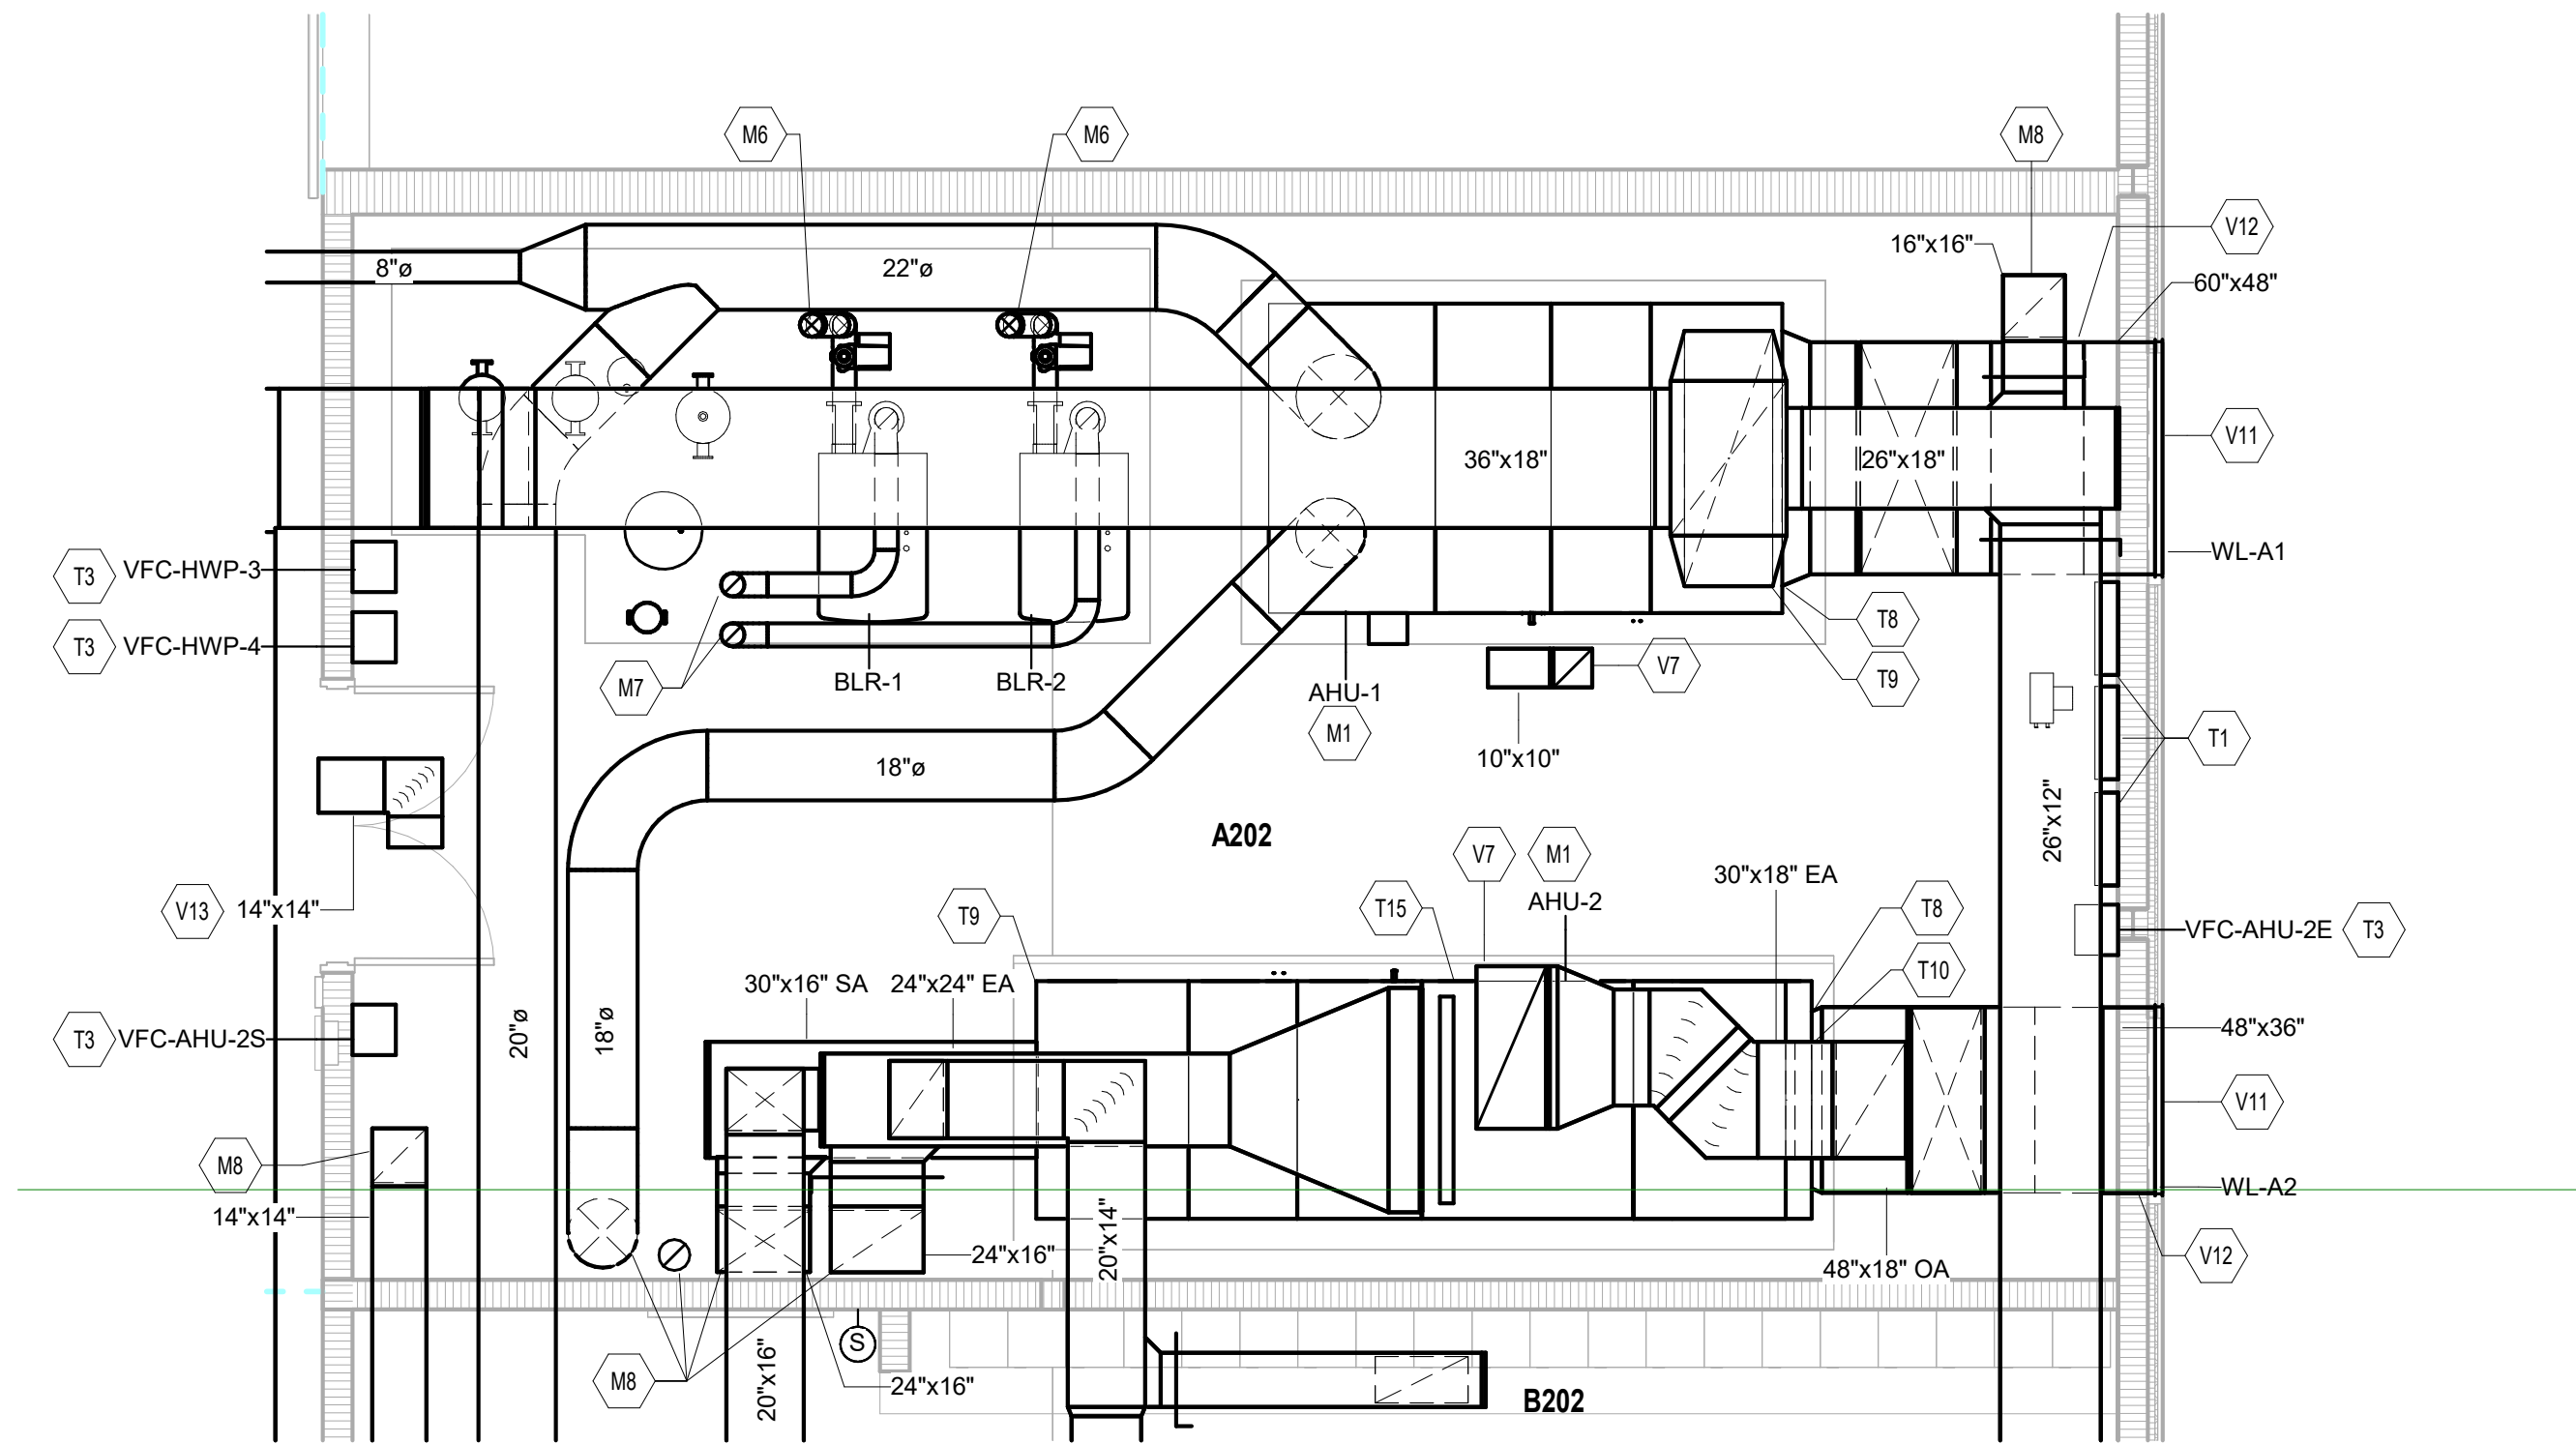 M6
M6
M8
V12
16"x16"
60"x48"
8"ø
22"ø
V11
36"x18"
26"x18"
WL-A1
T3
VFC-HWP-3
T8
T3
VFC-HWP-4
V7
T9
M7
BLR-1
BLR-2
AHU-1
M1
T1
10"x10"
18"ø
26"x12"
A202
V7
M1
30"x18" EA
V13
14"x14"
T9
T15
AHU-2
T8
VFC-AHU-2E
T3
T10
30"x16" SA
24"x24" EA
20"ø
18"ø
T3
VFC-AHU-2S
48"x36"
V11
M8
WL-A2
14"x14"
24"x16"
20"x14"
48"x18" OA
V12
S
M8
20"x16"
24"x16"
B202